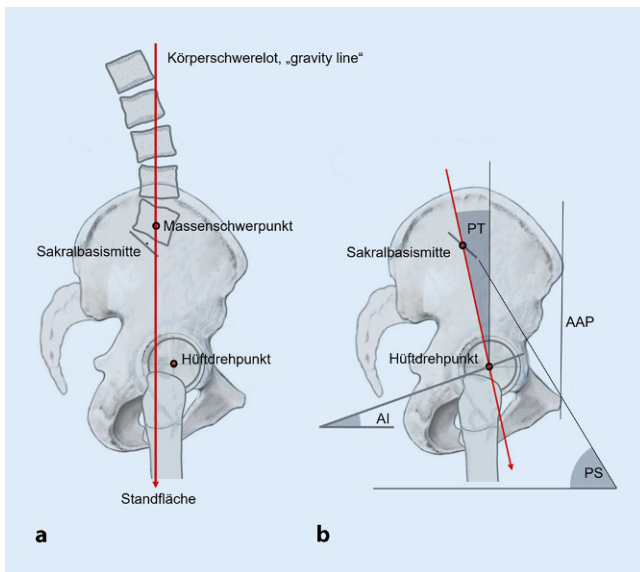 Körperschwerelot, „gravity line“
Massenschwerpunkt
Sakralbasismitte
Hüftdrehpunkt
Standfläche
a
PT
Sakralbasismitte
AAP
Hüftdrehpunkt
AI
PS
b